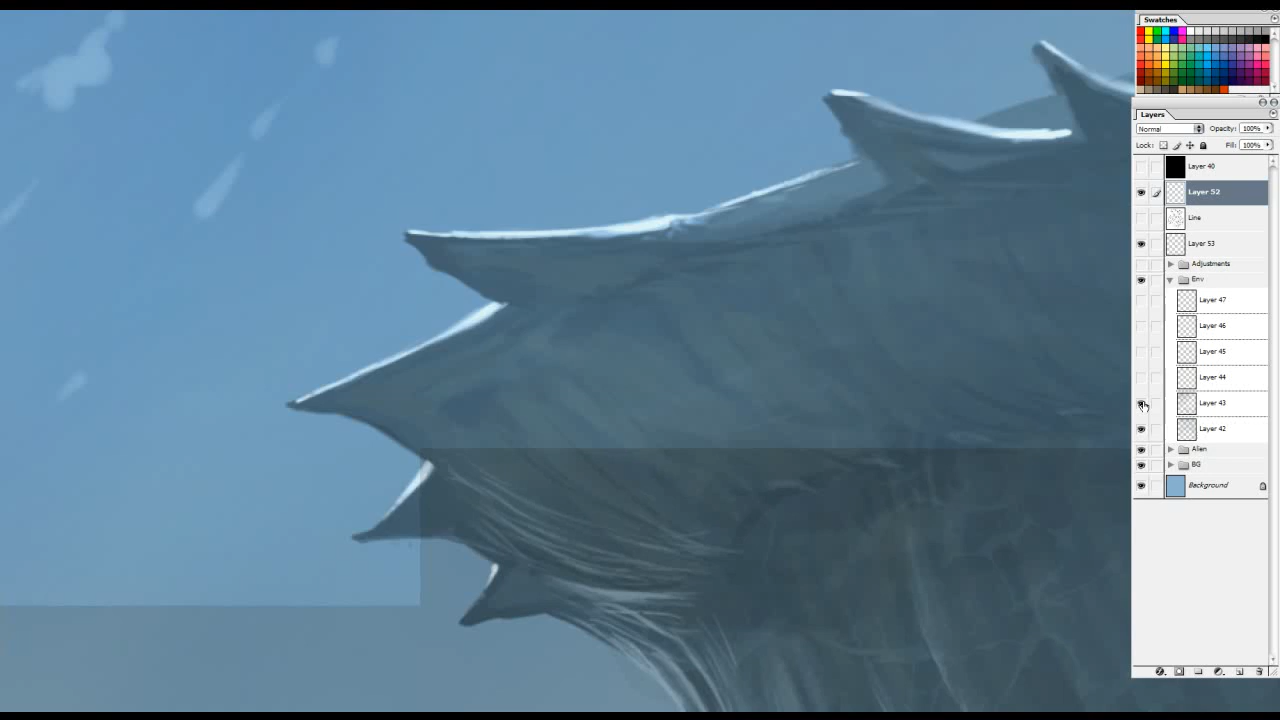 Swatches
Layers
Normal Opacity: 100%
Lock: Fill: 100%
Layer 40
Layer 52
Line
Layer 53
Adjustments
Env
Layer 47
Layer 46
Layer 45
Layer 44
Layer 43
Layer 42
Alien
BG
Background